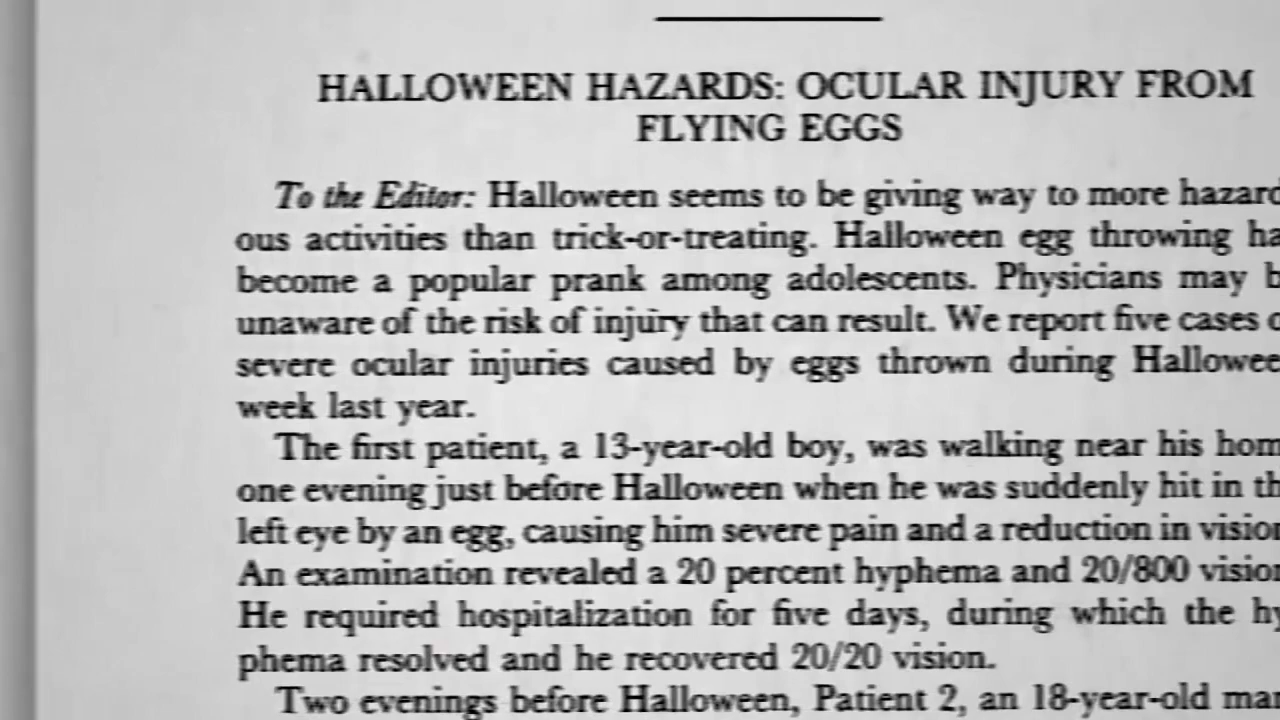 HALLOWEEN HAZARDS: OCULAR INJURY FROM
FLYING EGGS
To the Editor: Halloween seems to be giving way to more hazard
ous activities than trick-or-treating. Halloween egg throwing ha
become a popular prank among adolescents. Physicians may b
unaware of the risk of injury that can result. We report five cases o
severe ocular injuries caused by eggs thrown during Hallowee
week last year.
The first patient, a 13-year-old boy, was walking near his hom
one evening just before Halloween when he was suddenly hit in th
left eye by an egg, causing him severe pain and a reduction in vision
An examination revealed a 20 percent hyphema and 20/800 vision
He required hospitalization for five days, during which the hy
phema resolved and he recovered 20/20 vision.
Two evenings before Halloween, Patient 2, an 18-year-old man